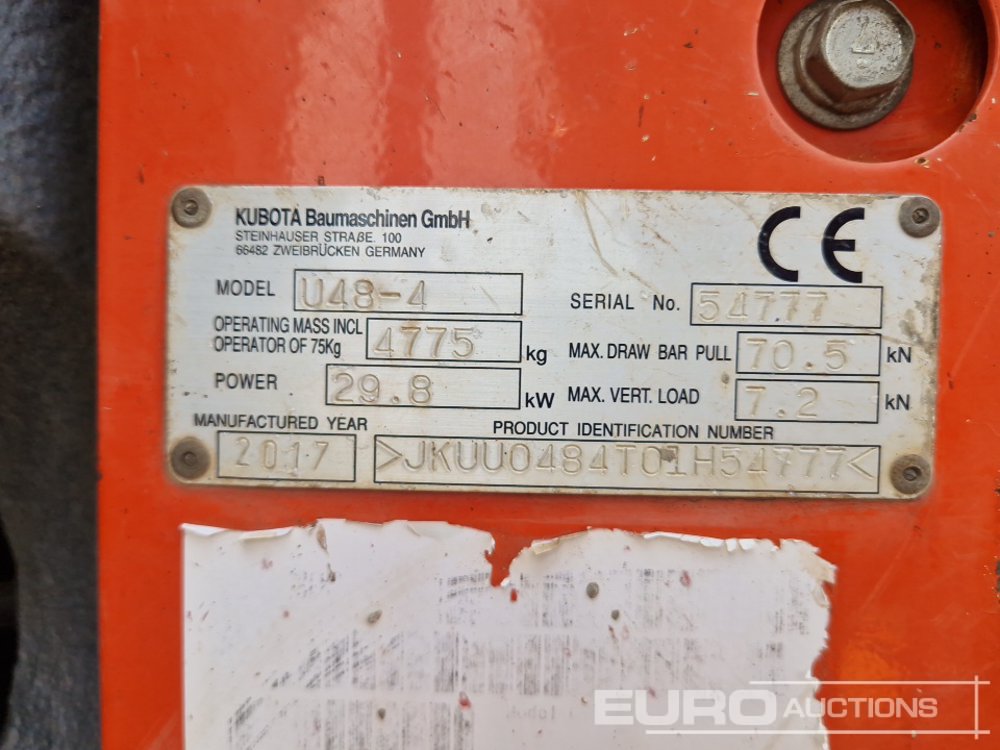 KUBOTA Baumaschinen GmbH
STEINHAUSER STRAßE. 100
66482 ZWEIBRÜCKEN GERMANY
CE
MODEL U48-4
SERIAL No. 54777
OPERATING MASS INCL
OPERATOR OF 75Kg 4775 kg
MAX. DRAW BAR PULL 70.5 kN
POWER 29.8 kW
MAX. VERT. LOAD 7.2 kN
MANUFACTURED YEAR
2017
PRODUCT IDENTIFICATION NUMBER
>JKUU0484T01H54777<
EURO AUCTIONS